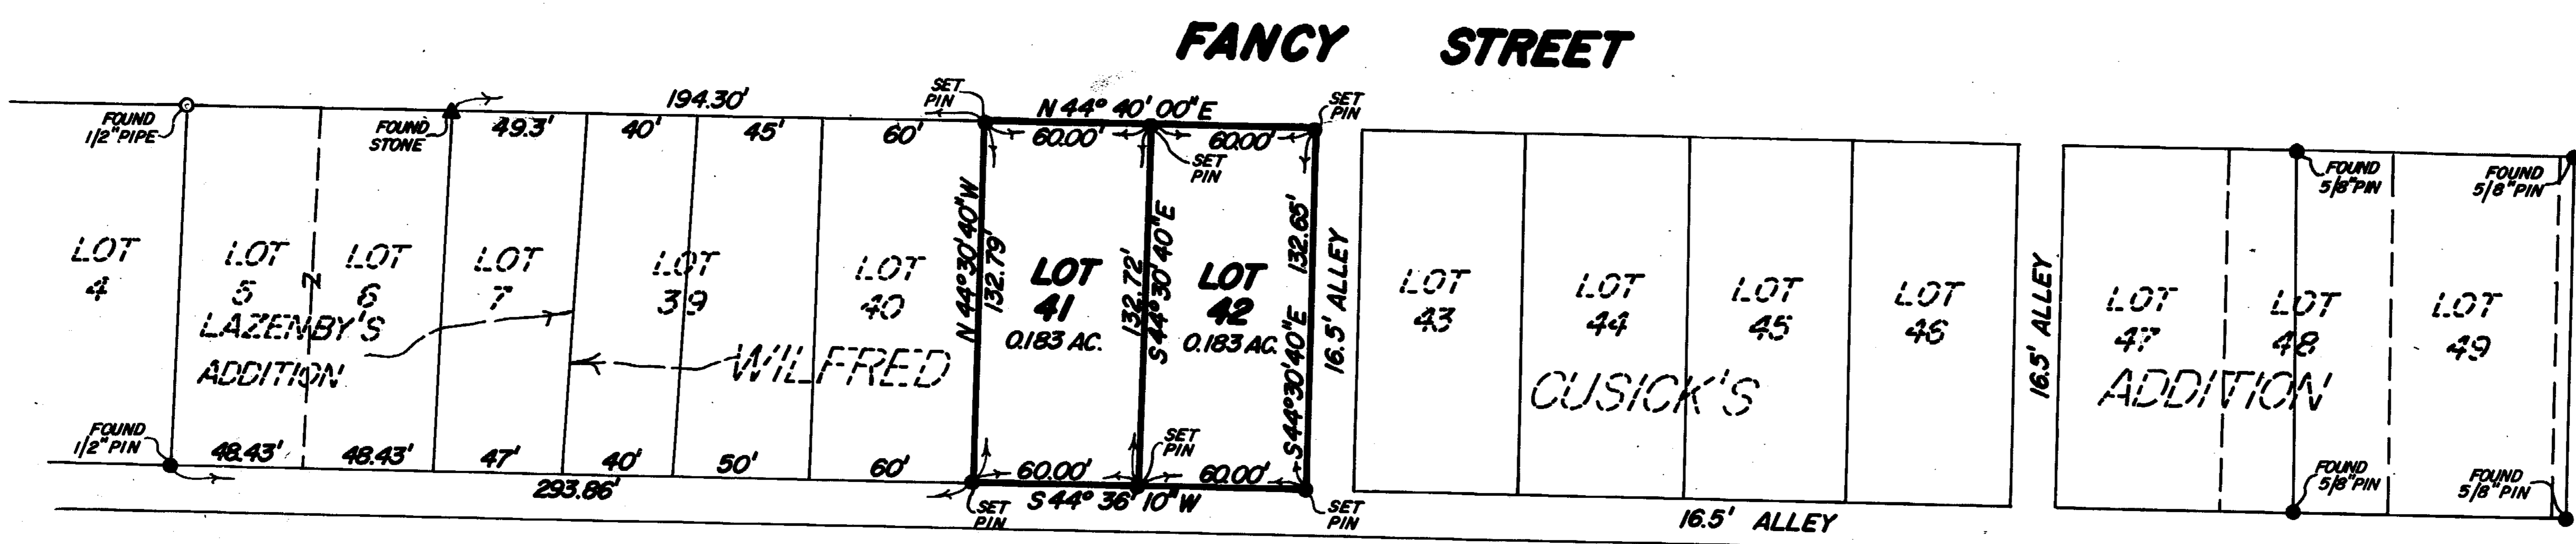 FANCY STREET
FOUND
1/2" PIPE
FOUND
STONE
194.30'
49.3'
40'
45'
60'
SET
PIN
N 44° 40' 00" E
60.00'
60.00'
SET
PIN
SET
PIN
LOT
4
LOT
5
LOT
6
LOT
7
LOT
39
LOT
40
LAZENBY'S
ADDITION
WILFRED
N 44° 30' 40" W
132.79'
LOT
41
0.183 AC.
132.72'
S 44° 30' 40" E
LOT
42
0.183 AC.
S 44° 30' 40" E 132.65'
16.5' ALLEY
LOT
43
LOT
44
LOT
45
LOT
46
CUSICK'S
16.5' ALLEY
FOUND
5/8" PIN
FOUND
5/8" PIN
LOT
47
LOT
48
LOT
49
ADDITION
FOUND
1/2" PIN
48.43'
48.43'
47'
40'
50'
60'
293.86'
60.00'
60.00'
SET
PIN
S 44° 36' 10" W
SET
PIN
SET
PIN
16.5' ALLEY
FOUND
5/8" PIN
FOUND
5/8" PIN